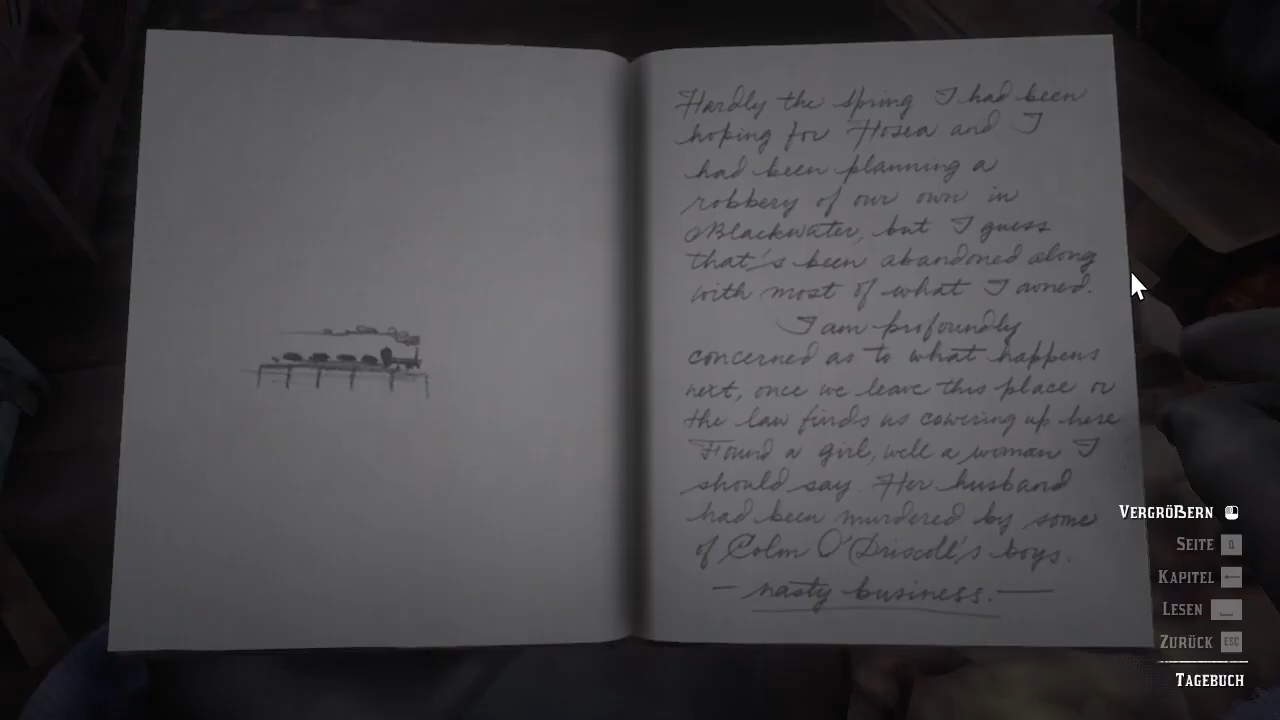 Hardly the spring I had been
hoping for Hosea and I
had been planning a
robbery of our own in
Blackwater, but I guess
that's been abandoned along
with most of what I owned.
I am profoundly
concerned as to what happens
next, once we leave this place or
the law finds us cowering up here
Found a girl, well a woman I
should say. Her husband
had been murdered by some
of Colm O'Driscoll's boys.
— nasty business. —
VERGRÖẞERN
SEITE Q
KAPITEL ←
LESEN
ZURÜCK ESC
TAGEBUCH